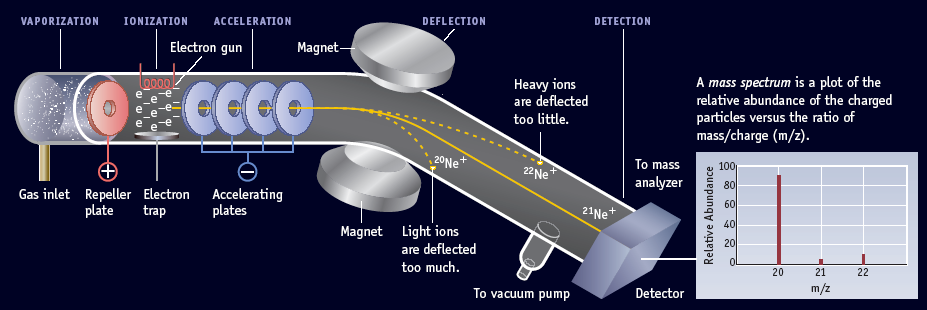 VAPORIZATION
IONIZATION
ACCELERATION
DEFLECTION
DETECTION
Electron gun
Magnet
e⁻ e⁻ e⁻
e⁻ e⁻
e⁻ e⁻ e⁻
Heavy ions
are deflected
too little.
²⁰Ne⁺
²²Ne⁺
²¹Ne⁺
+
−
Gas inlet
Repeller
plate
Electron
trap
Accelerating
plates
Magnet
Light ions
are deflected
too much.
To vacuum pump
To mass
analyzer
Detector
A mass spectrum is a plot of the
relative abundance of the charged
particles versus the ratio of
mass/charge (m/z).
Relative Abundance
100
80
60
40
20
0
20
21
22
m/z